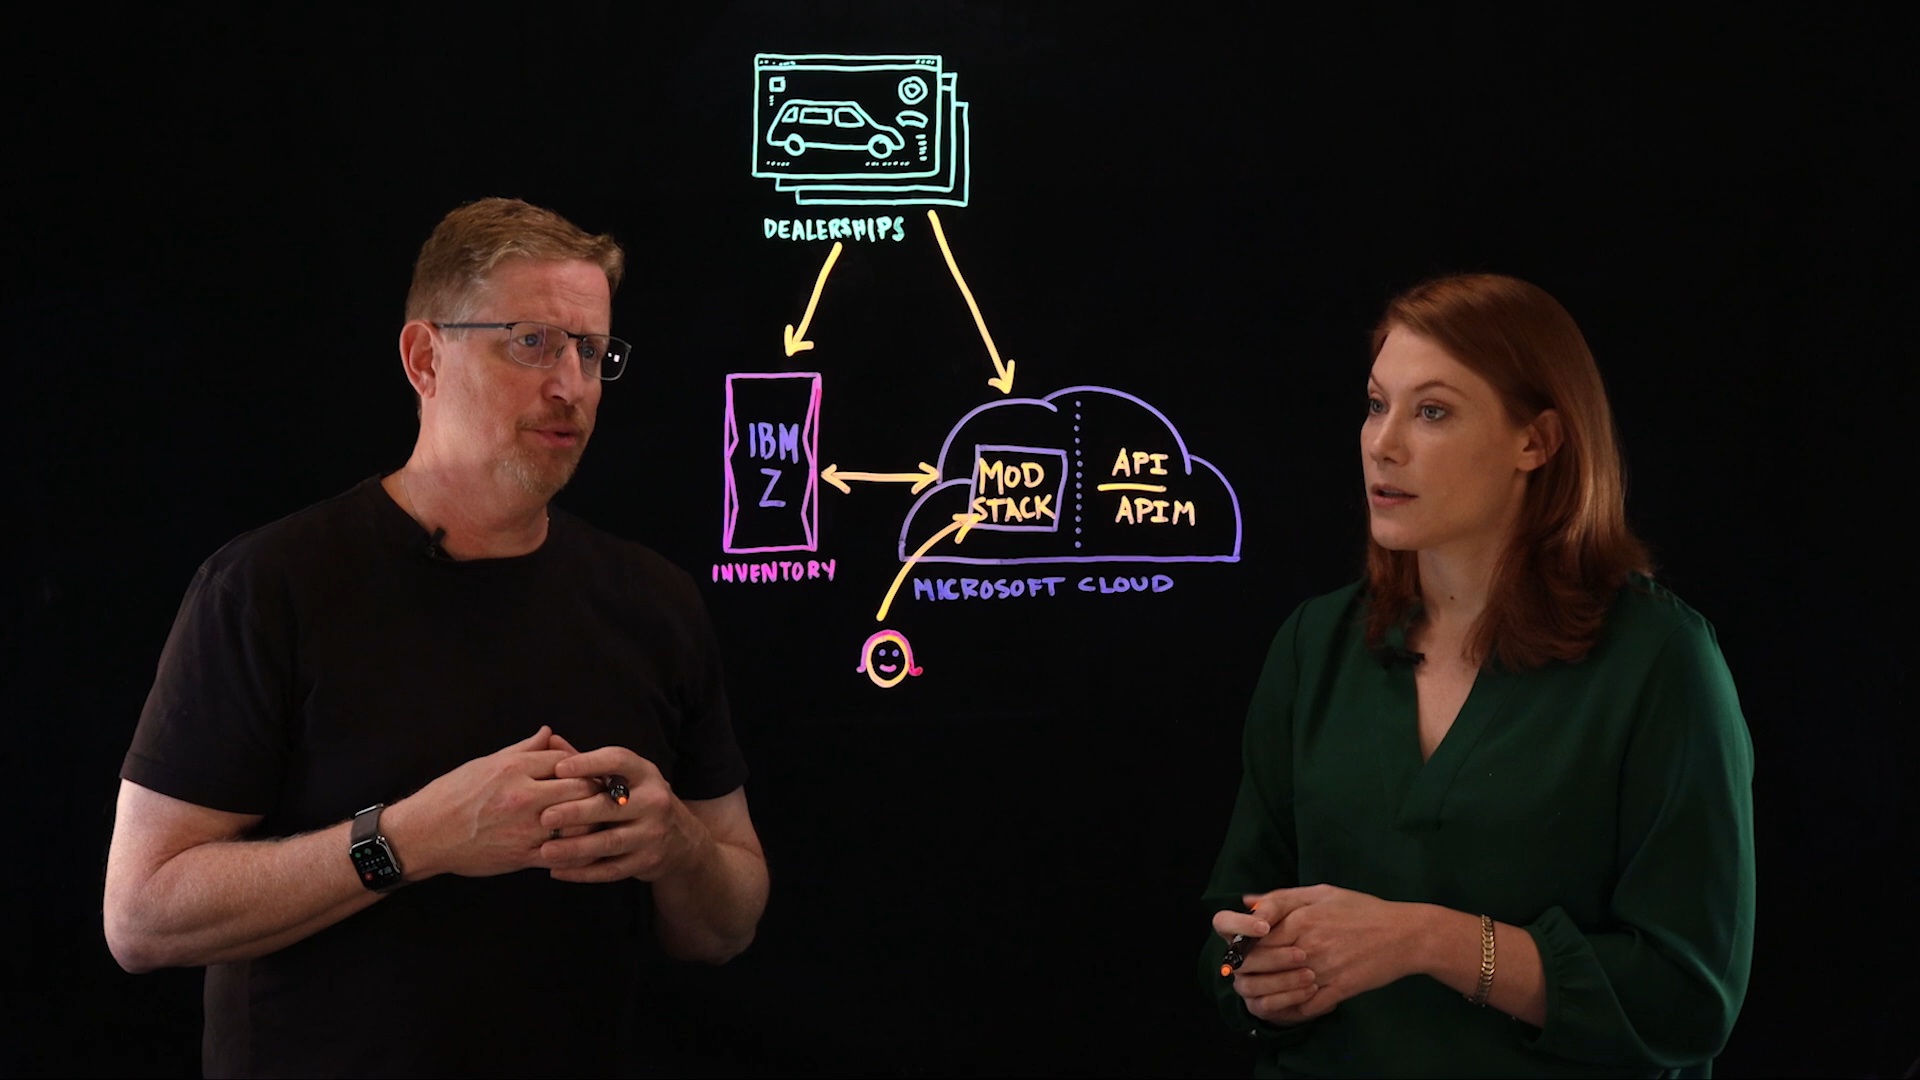 DEALERSHIPS
IBM
Z
INVENTORY
MOD
STACK
API
APIM
MICROSOFT CLOUD